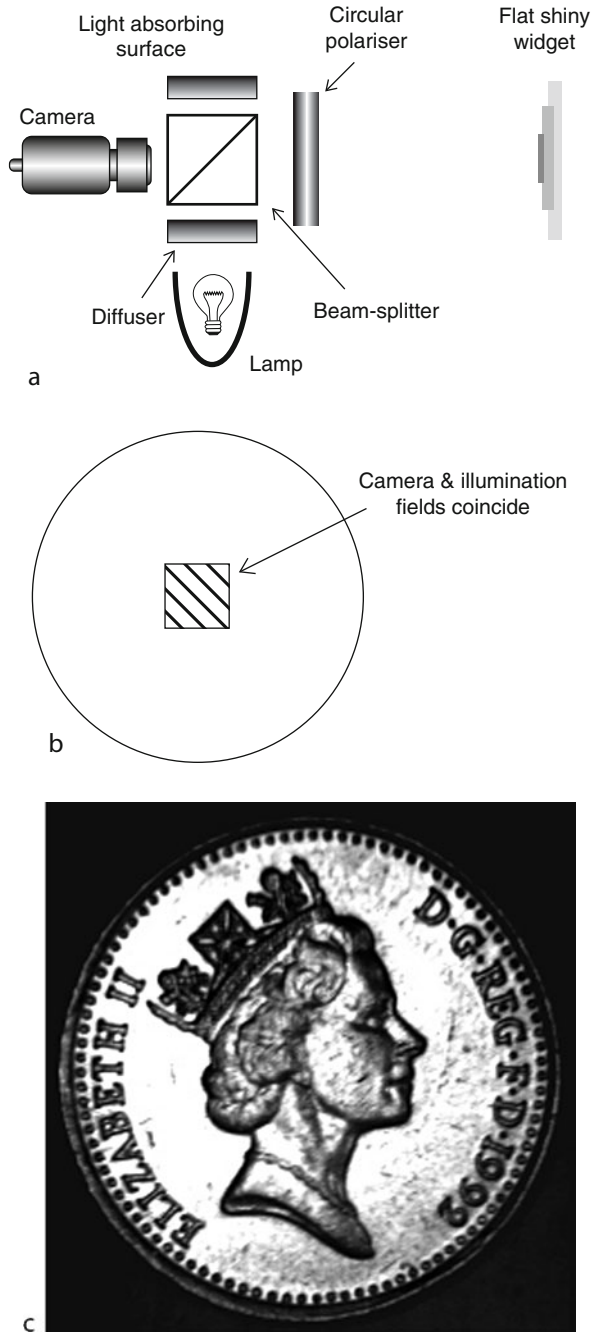 Light absorbing
surface
Circular
polariser
Flat shiny
widget
Camera
Diffuser
Beam-splitter
Lamp
a
Camera & illumination
fields coincide
b
ELIZABETH II
D·G·REG·F·D·1992
c